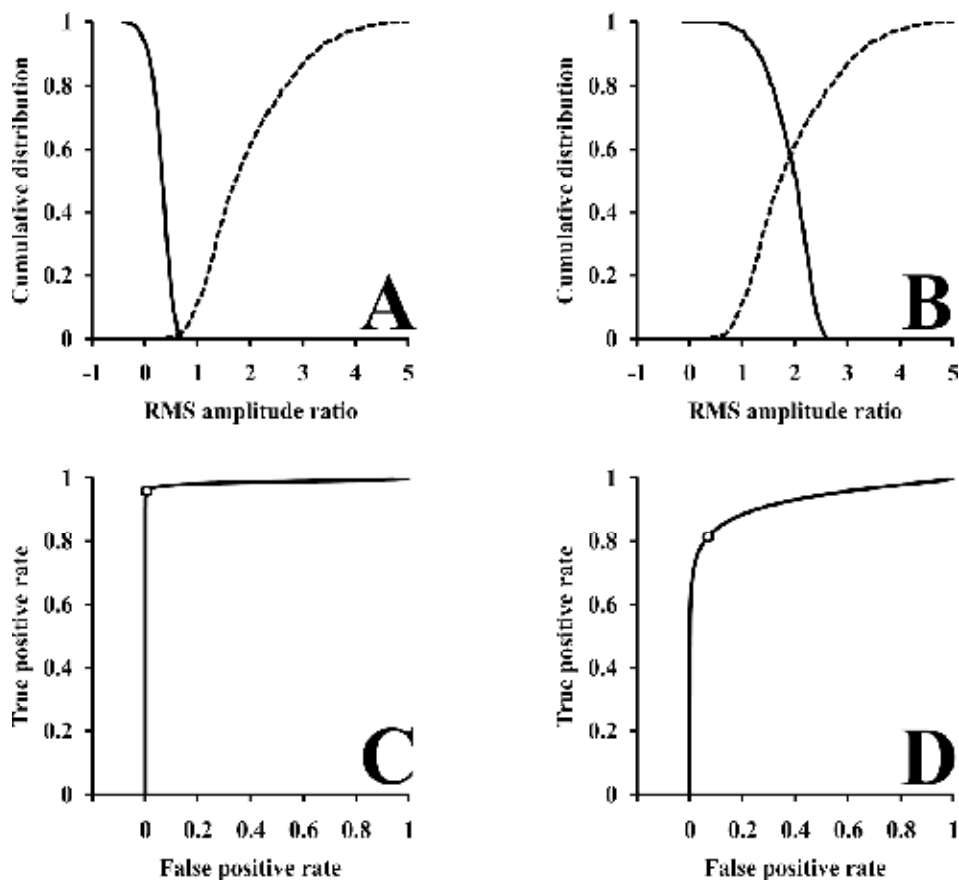 1
0.8
0.6
0.4
0.2
0
Cumulative distribution
-1 0 1 2 3 4 5
RMS amplitude ratio
A
1
0.8
0.6
0.4
0.2
0
Cumulative distribution
-1 0 1 2 3 4 5
RMS amplitude ratio
B
1
0.8
0.6
0.4
0.2
0
True positive rate
0 0.2 0.4 0.6 0.8 1
False positive rate
C
1
0.8
0.6
0.4
0.2
0
True positive rate
0 0.2 0.4 0.6 0.8 1
False positive rate
D